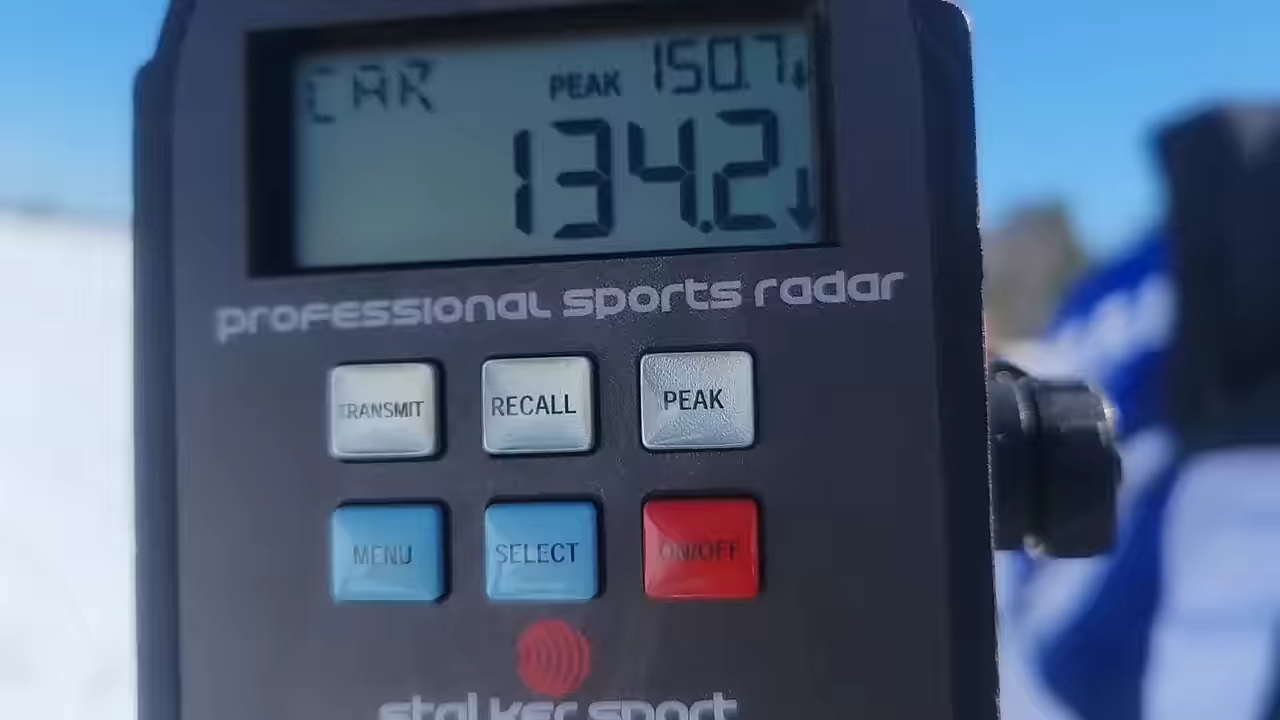 CAR PEAK 150.7↓
134.2↓
professional sports radar
TRANSMIT RECALL PEAK
MENU SELECT ON/OFF
stalker sport